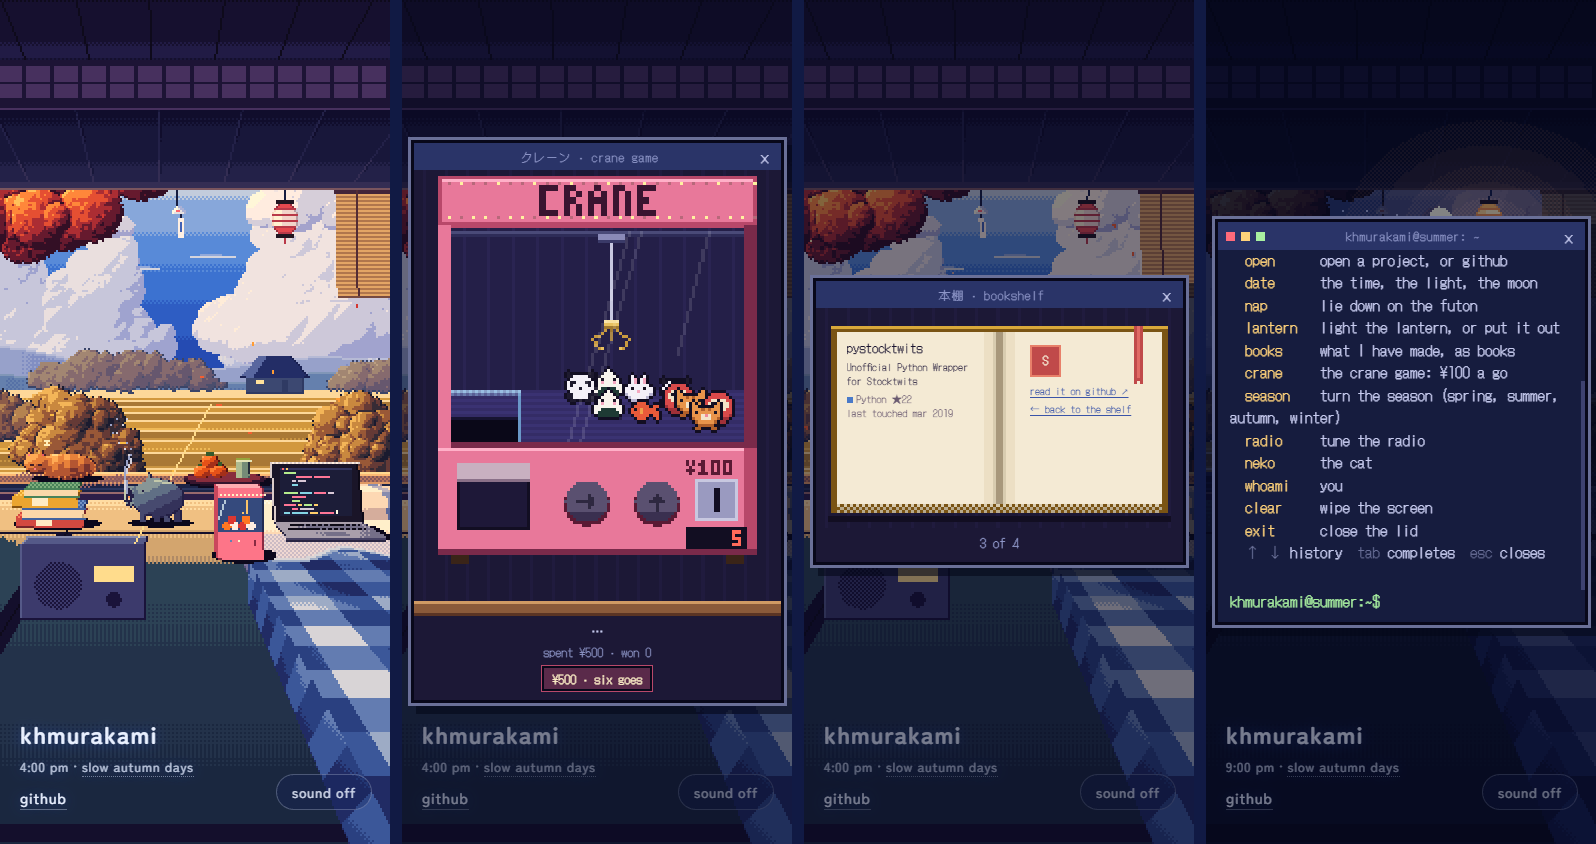 khmurakami
4:00 pm · slow autumn days
github
sound off
クレーン · crane game
x
CRANE
¥100
5
...
spent ¥500 · won 0
¥500 · six goes
khmurakami
4:00 pm · slow autumn days
github
sound off
本棚 · bookshelf
x
pystocktwits
Unofficial Python Wrapper
for Stocktwits
Python ★22
last touched mar 2019
S
read it on github ↗
← back to the shelf
3 of 4
khmurakami
4:00 pm · slow autumn days
github
sound off
khmurakami@summer: ~
x
open open a project, or github
date the time, the light, the moon
nap lie down on the futon
lantern light the lantern, or put it out
books what I have made, as books
crane the crane game: ¥100 a go
season turn the season (spring, summer,
autumn, winter)
radio tune the radio
neko the cat
whoami you
clear wipe the screen
exit close the lid
↑ ↓ history tab completes esc closes
khmurakami@summer:~$
khmurakami
9:00 pm · slow autumn days
github
sound off